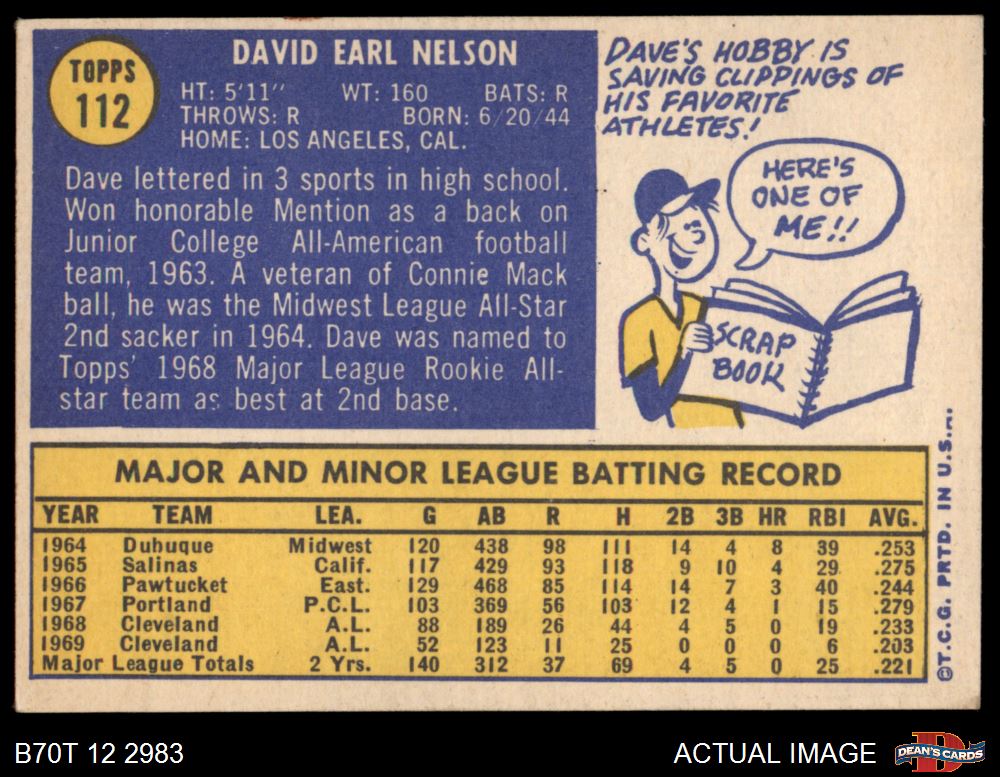 TOPPS
112
DAVID EARL NELSON
HT: 5'11" WT: 160 BATS: R
THROWS: R BORN: 6/20/44
HOME: LOS ANGELES, CAL.
Dave lettered in 3 sports in high school.
Won honorable Mention as a back on
Junior College All-American football
team, 1963. A veteran of Connie Mack
ball, he was the Midwest League All-Star
2nd sacker in 1964. Dave was named to
Topps' 1968 Major League Rookie All-
star team as best at 2nd base.
DAVE'S HOBBY IS
SAVING CLIPPINGS OF
HIS FAVORITE
ATHLETES!
HERE'S
ONE OF
ME!!
SCRAP
BOOK
MAJOR AND MINOR LEAGUE BATTING RECORD
YEAR TEAM LEA. G AB R H 2B 3B HR RBI AVG.
1964 Dubuque Midwest 120 438 98 111 14 4 8 39 .253
1965 Salinas Calif. 117 429 93 118 9 10 4 29 .275
1966 Pawtucket East. 129 468 85 114 14 7 3 40 .244
1967 Portland P.C.L. 103 369 56 103 12 4 1 15 .279
1968 Cleveland A.L. 88 189 26 44 4 5 0 19 .233
1969 Cleveland A.L. 52 123 11 25 0 0 0 6 .203
Major League Totals 2 Yrs. 140 312 37 69 4 5 0 25 .221
©T.C.G. PRTD. IN U.S.A.
B70T 12 2983
ACTUAL IMAGE
DEAN'S CARDS